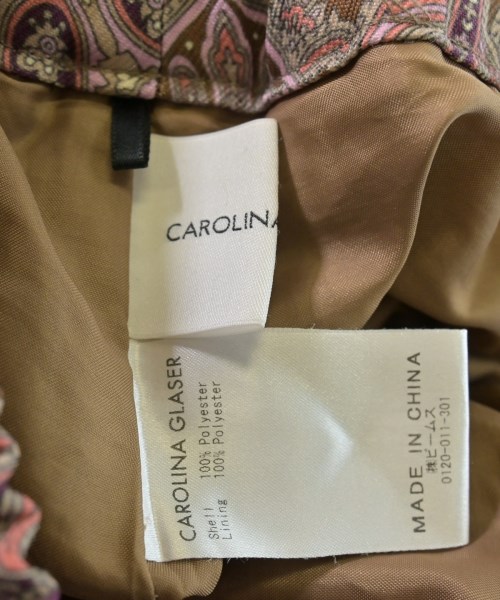 CAROLINA
CAROLINA GLASER
Shell 100% Polyester
Lining 100% Polyester
MADE IN CHINA
㈱ビームス
0120-011-301